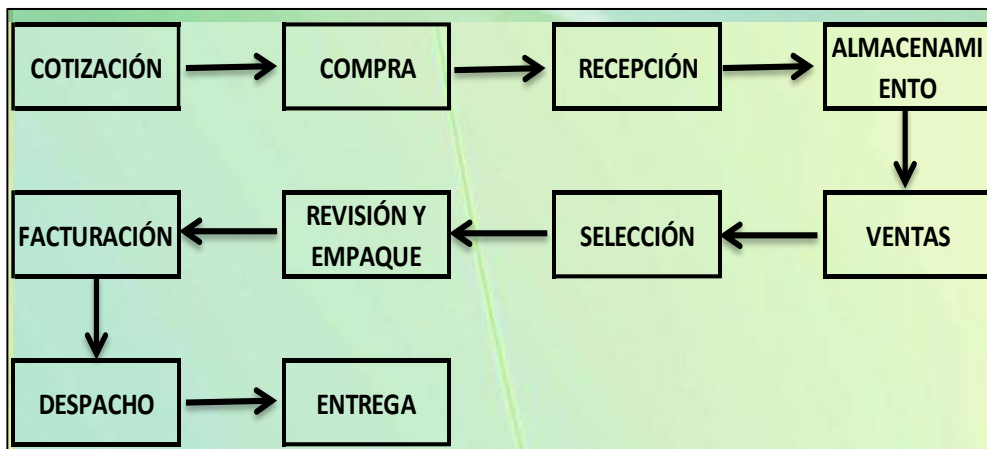 COTIZACIÓN
COMPRA
RECEPCIÓN
ALMACENAMI
ENTO
FACTURACIÓN
REVISIÓN Y
EMPAQUE
SELECCIÓN
VENTAS
DESPACHO
ENTREGA